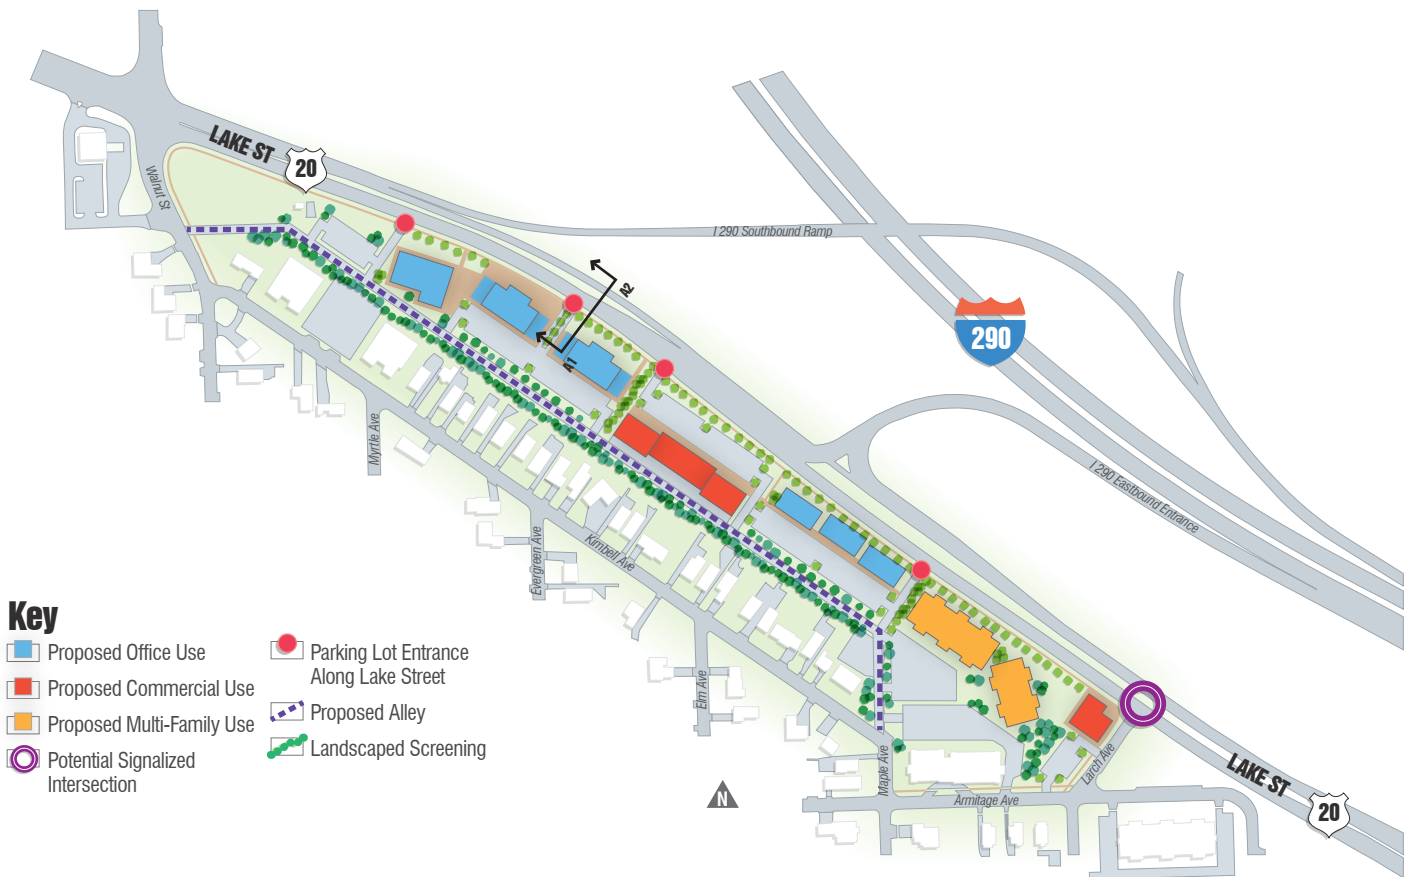 LAKE ST
20
Walnut St
I 290 Southbound Ramp
A2
290
A1
Myrtle Ave
I 290 Eastbound Entrance
Evergreen Ave
Kimbell Ave
Elm Ave
Maple Ave
Larch Ave
Armitage Ave
LAKE ST
20
N
Key
Proposed Office Use
Proposed Commercial Use
Proposed Multi-Family Use
Potential Signalized
Intersection
Parking Lot Entrance
Along Lake Street
Proposed Alley
Landscaped Screening